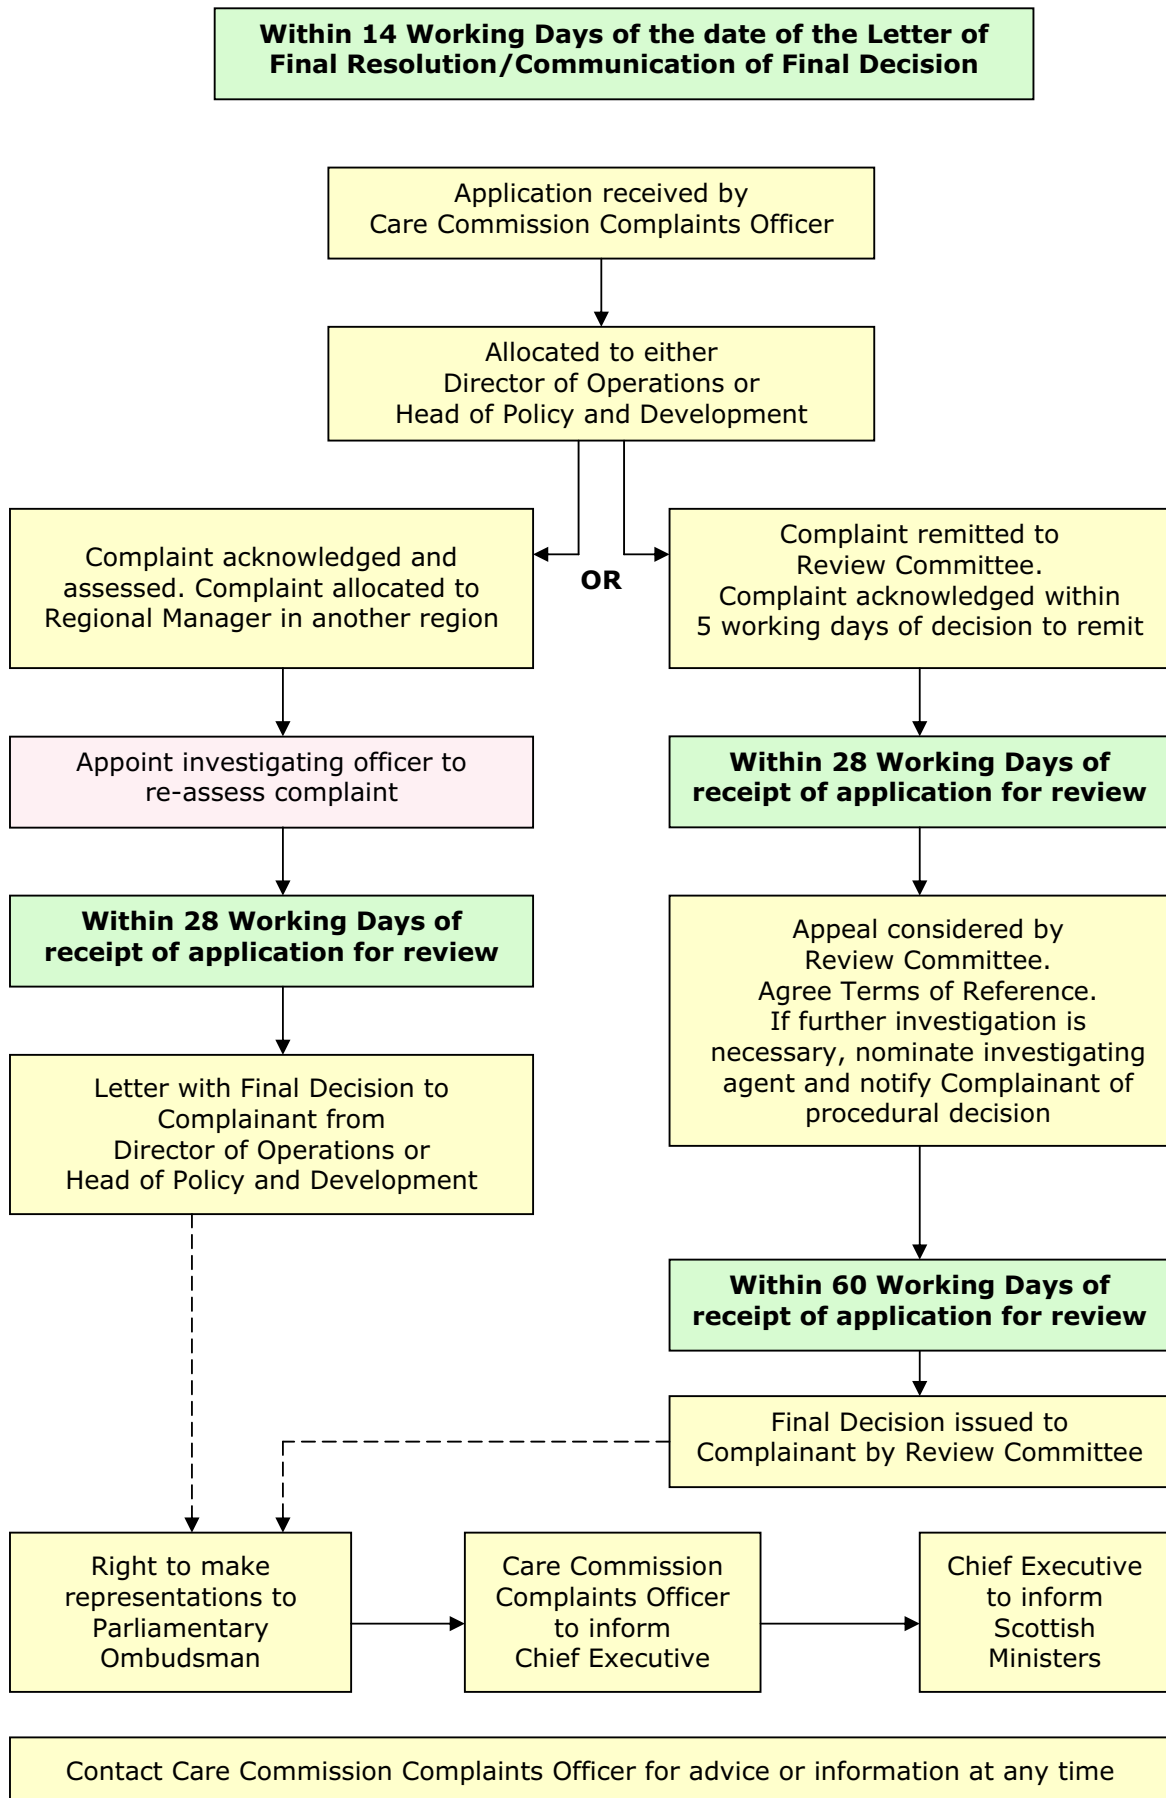 Within 14 Working Days of the date of the Letter of
Final Resolution/Communication of Final Decision
Application received by
Care Commission Complaints Officer
Allocated to either
Director of Operations or
Head of Policy and Development
Complaint acknowledged and
assessed. Complaint allocated to
Regional Manager in another region
OR
Complaint remitted to
Review Committee.
Complaint acknowledged within
5 working days of decision to remit
Appoint investigating officer to
re-assess complaint
Within 28 Working Days of
receipt of application for review
Within 28 Working Days of
receipt of application for review
Appeal considered by
Review Committee.
Agree Terms of Reference.
If further investigation is
necessary, nominate investigating
agent and notify Complainant of
procedural decision
Letter with Final Decision to
Complainant from
Director of Operations or
Head of Policy and Development
Within 60 Working Days of
receipt of application for review
Final Decision issued to
Complainant by Review Committee
Right to make
representations to
Parliamentary
Ombudsman
Care Commission
Complaints Officer
to inform
Chief Executive
Chief Executive
to inform
Scottish
Ministers
Contact Care Commission Complaints Officer for advice or information at any time